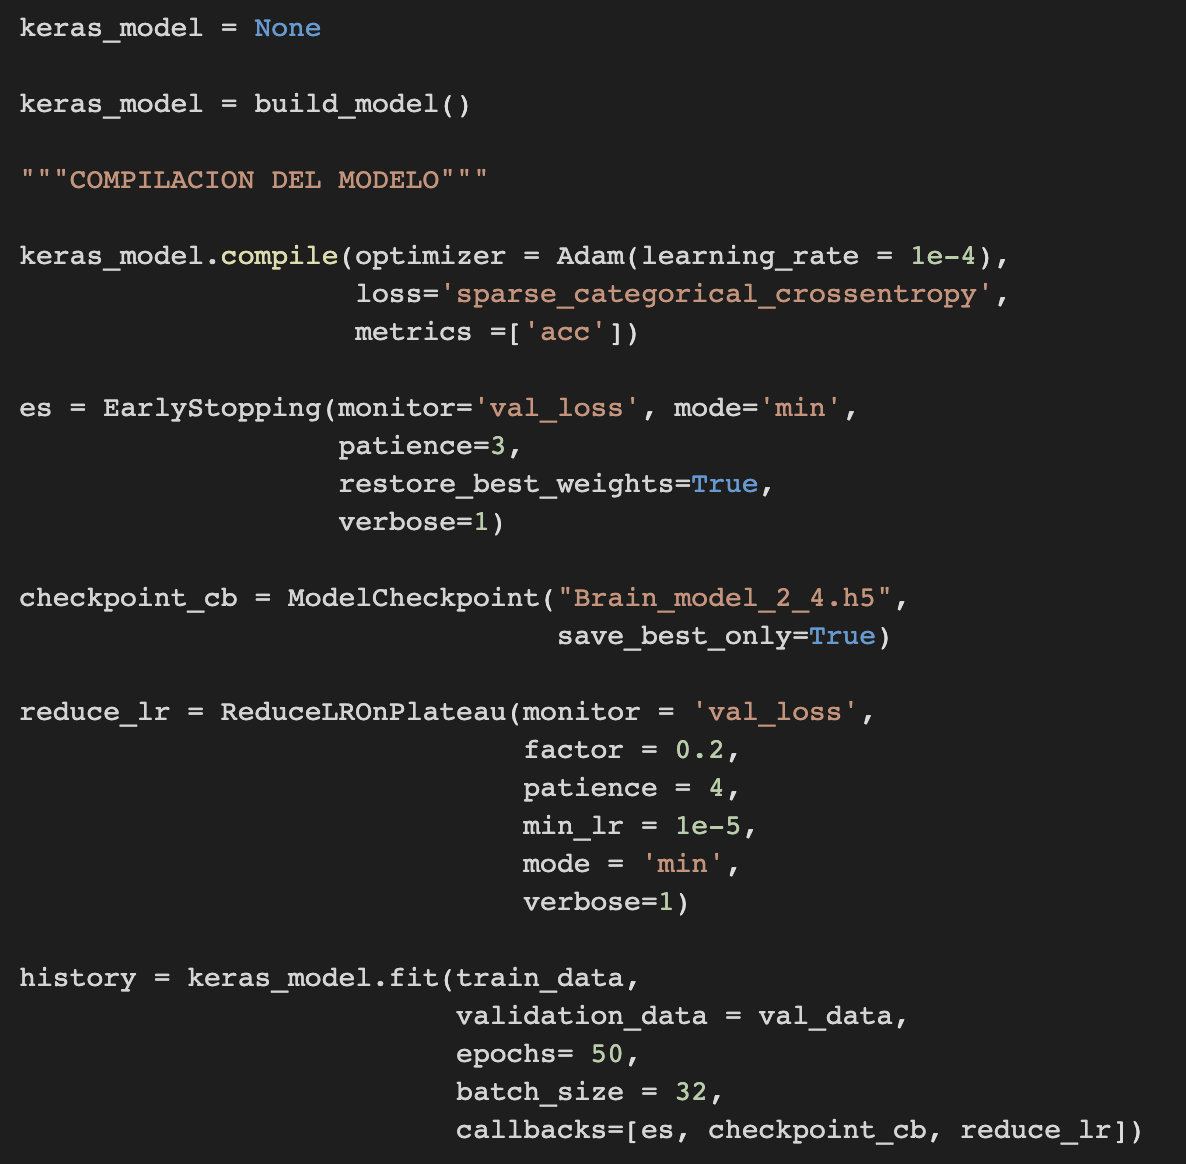 keras_model = None
keras_model = build_model()
"""COMPILACION DEL MODELO"""
keras_model.compile(optimizer = Adam(learning_rate = 1e-4),
loss='sparse_categorical_crossentropy',
metrics =['acc'])
es = EarlyStopping(monitor='val_loss', mode='min',
patience=3,
restore_best_weights=True,
verbose=1)
checkpoint_cb = ModelCheckpoint("Brain_model_2_4.h5",
save_best_only=True)
reduce_lr = ReduceLROnPlateau(monitor = 'val_loss',
factor = 0.2,
patience = 4,
min_lr = 1e-5,
mode = 'min',
verbose=1)
history = keras_model.fit(train_data,
validation_data = val_data,
epochs= 50,
batch_size = 32,
callbacks=[es, checkpoint_cb, reduce_lr])